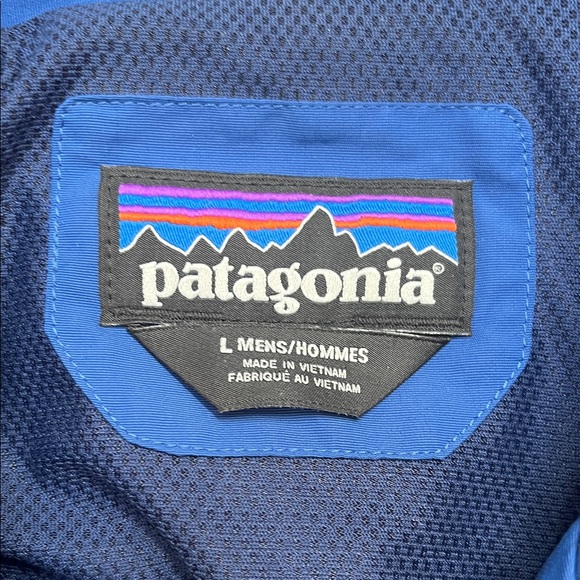 patagonia®
L MENS/HOMMES
MADE IN VIETNAM
FABRIQUÉ AU VIETNAM